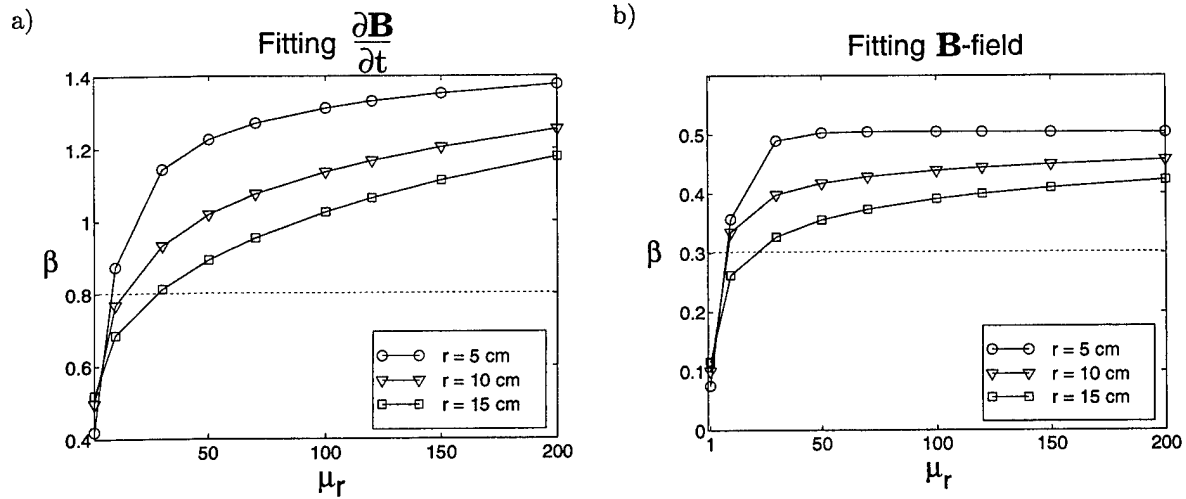 a)
Fitting ∂B/∂t
1.4
1.2
1
0.8
0.6
0.4
β
50
100
150
200
μr
r = 5 cm
r = 10 cm
r = 15 cm
b)
Fitting B-field
0.5
0.4
0.3
0.2
0.1
0
β
1
50
100
150
200
μr
r = 5 cm
r = 10 cm
r = 15 cm